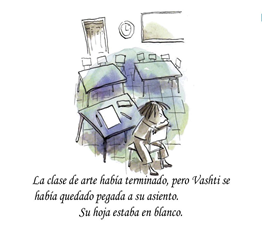 La clase de arte había terminado, pero Vashti se
había quedado pegada a su asiento.
Su hoja estaba en blanco.